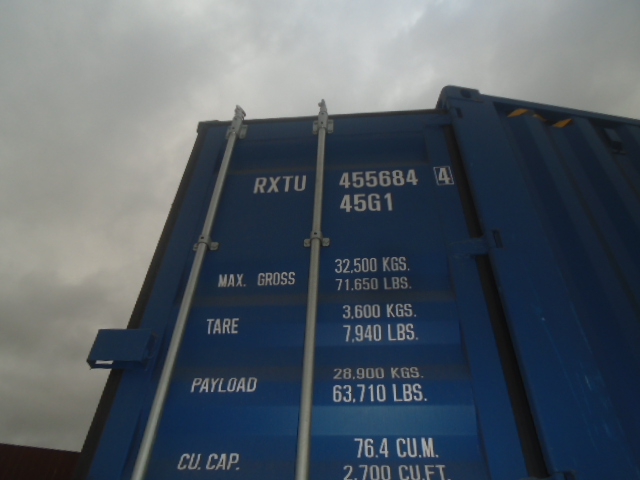 RXTU 455684 4
45G1
MAX. GROSS 32,500 KGS.
71,650 LBS.
TARE 3,600 KGS.
7,940 LBS.
PAYLOAD 28,900 KGS.
63,710 LBS.
CU. CAP. 76.4 CU.M.
2,700 CU.FT.